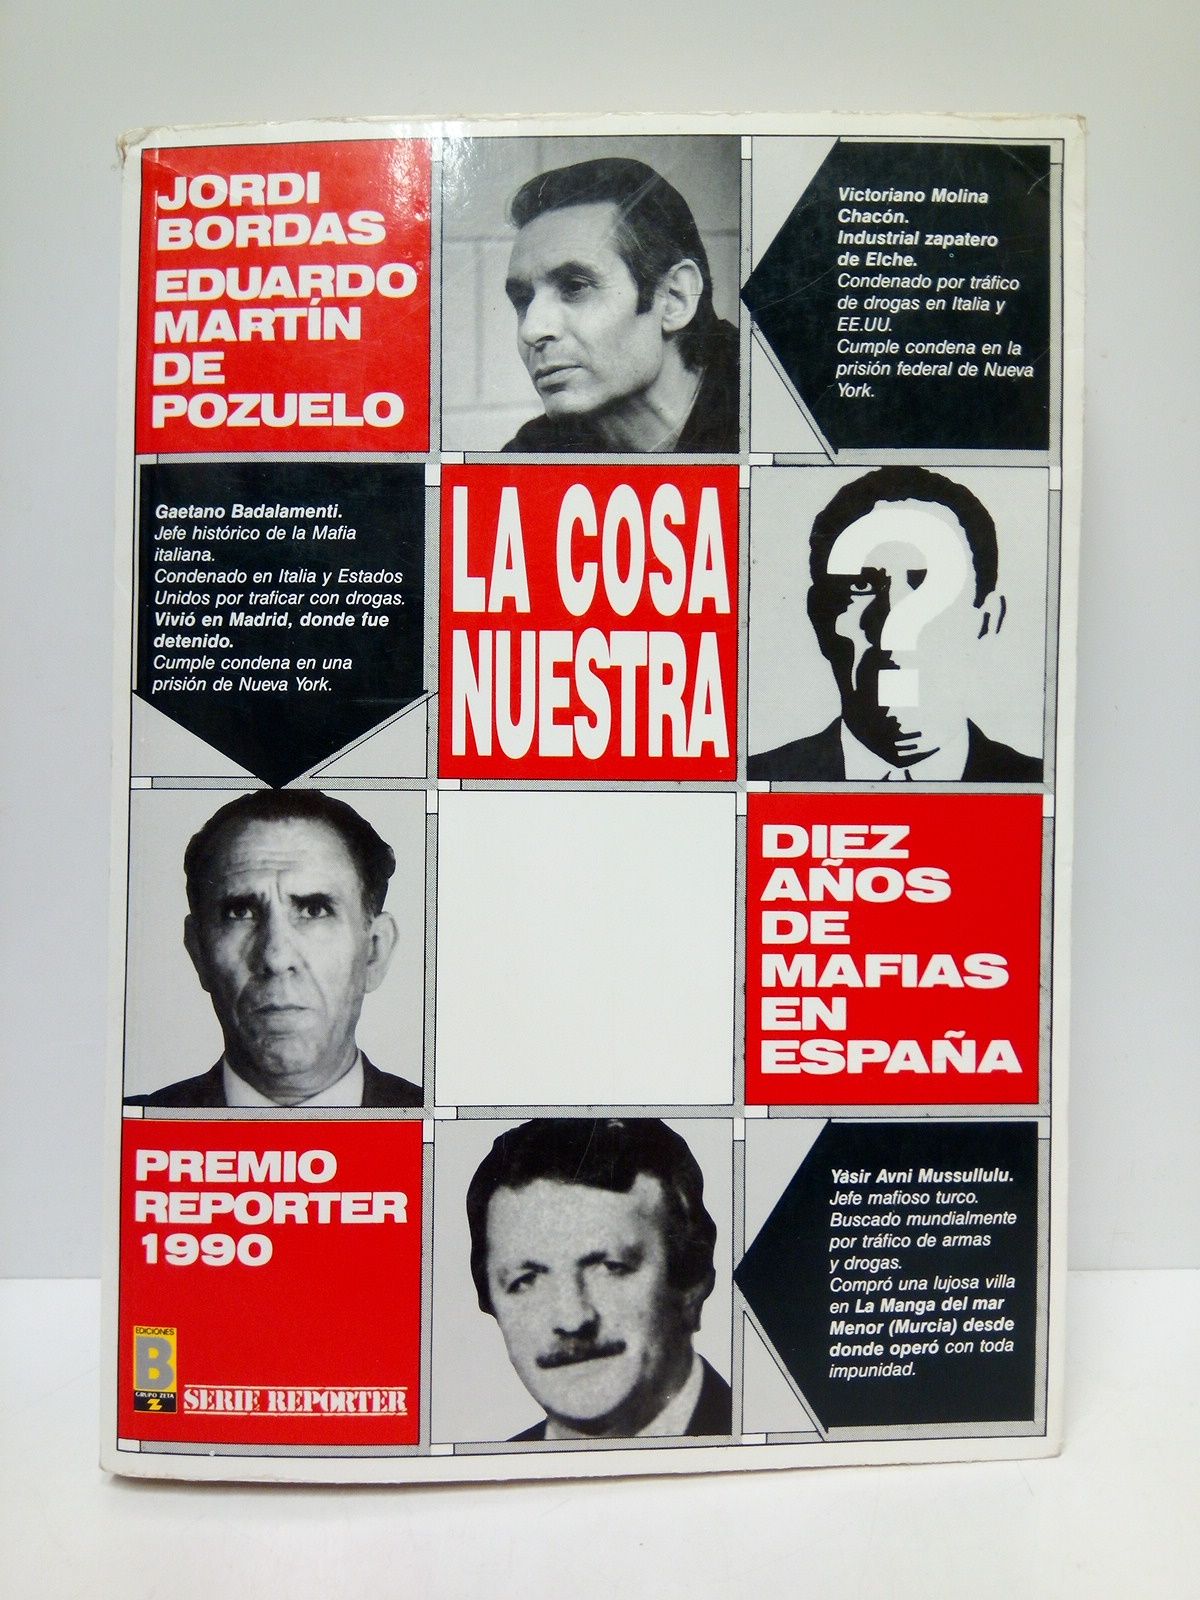 JORDI
BORDAS
EDUARDO
MARTÍN
DE
POZUELO
Victoriano Molina
Chacón.
Industrial zapatero
de Elche.
Condenado por tráfico
de drogas en Italia y
EE.UU.
Cumple condena en la
prisión federal de Nueva
York.
Gaetano Badalamenti.
Jefe histórico de la Mafia
italiana.
Condenado en Italia y Estados
Unidos por traficar con drogas.
Vivió en Madrid, donde fue
detenido.
Cumple condena en una
prisión de Nueva York.
LA COSA
NUESTRA
?
DIEZ
AÑOS
DE
MAFIAS
EN
ESPAÑA
PREMIO
REPORTER
1990
EDICIONES
B
GRUPO ZETA
Z
SERIE REPORTER
Yàsir Avni Mussullulu.
Jefe mafioso turco.
Buscado mundialmente
por tráfico de armas
y drogas.
Compró una lujosa villa
en La Manga del mar
Menor (Murcia) desde
donde operó con toda
impunidad.